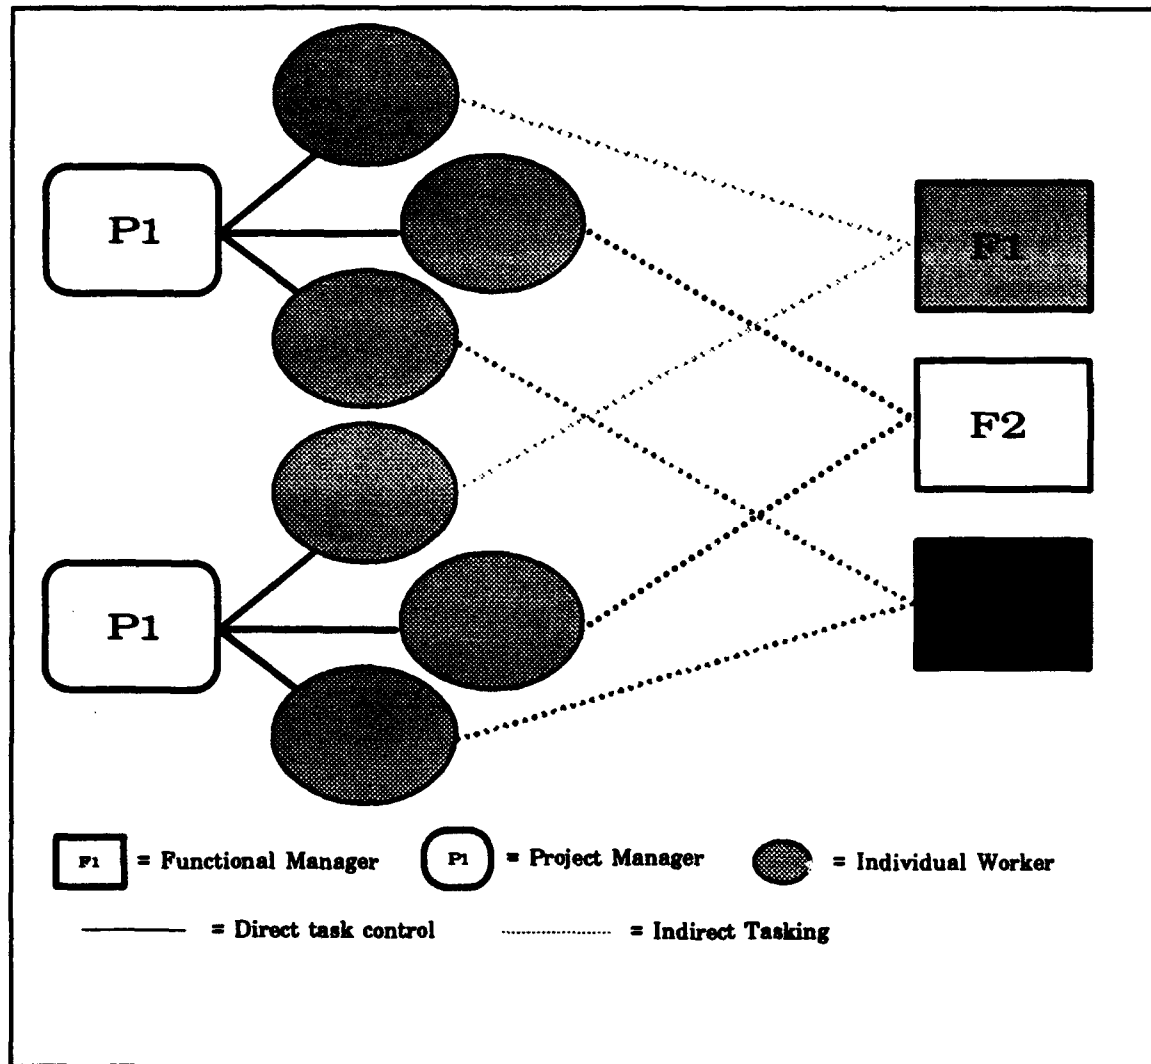 P1
F1
F2
P1
F1 = Functional Manager P1 = Project Manager = Individual Worker
= Direct task control = Indirect Tasking